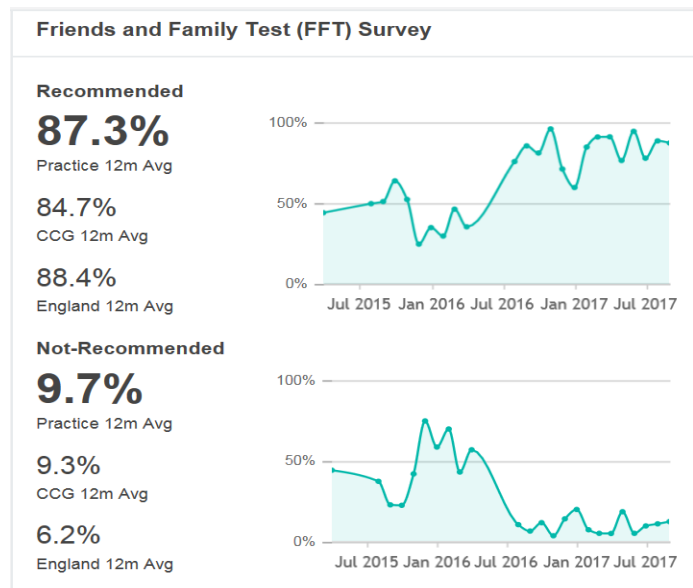 Friends and Family Test (FFT) Survey
Recommended
87.3%
Practice 12m Avg
84.7%
CCG 12m Avg
88.4%
England 12m Avg
100%
50%
0%
Jul 2015 Jan 2016 Jul 2016 Jan 2017 Jul 2017
Not-Recommended
9.7%
Practice 12m Avg
9.3%
CCG 12m Avg
6.2%
England 12m Avg
100%
50%
0%
Jul 2015 Jan 2016 Jul 2016 Jan 2017 Jul 2017